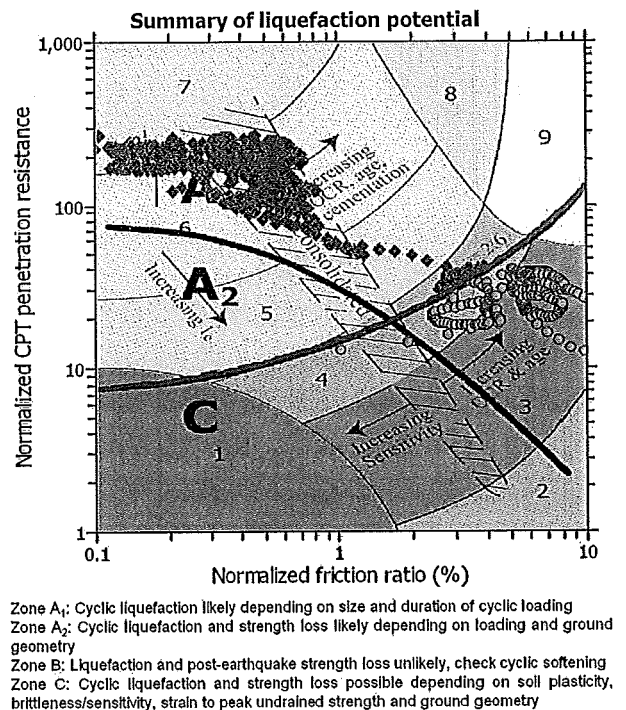 Summary of liquefaction potential
1,000
7
8
9
Normalized CPT penetration resistance
Increasing
OCR, age,
cementation
100
6
A2
5
Increasing Ic
10
4
Increasing
OCR & age
3
C
1
Increasing
Sensitivity
2
1
0.1
1
10
Normalized friction ratio (%)
Zone A1: Cyclic liquefaction likely depending on size and duration of cyclic loading
Zone A2: Cyclic liquefaction and strength loss likely depending on loading and ground
geometry
Zone B: Liquefaction and post-earthquake strength loss unlikely, check cyclic softening
Zone C: Cyclic liquefaction and strength loss possible depending on soil plasticity,
brittleness/sensitivity, strain to peak undrained strength and ground geometry